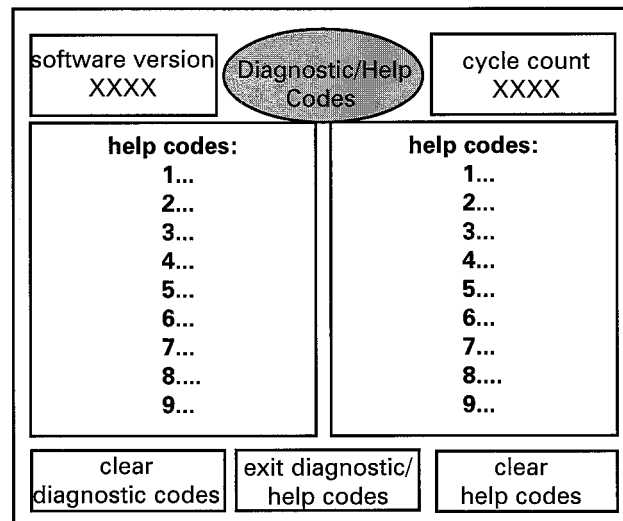 software version
XXXX
Diagnostic/Help
Codes
cycle count
XXXX
help codes:
1...
2...
3...
4...
5...
6...
7...
8....
9...
help codes:
1...
2...
3...
4...
5...
6...
7...
8....
9...
clear
diagnostic codes
exit diagnostic/
help codes
clear
help codes